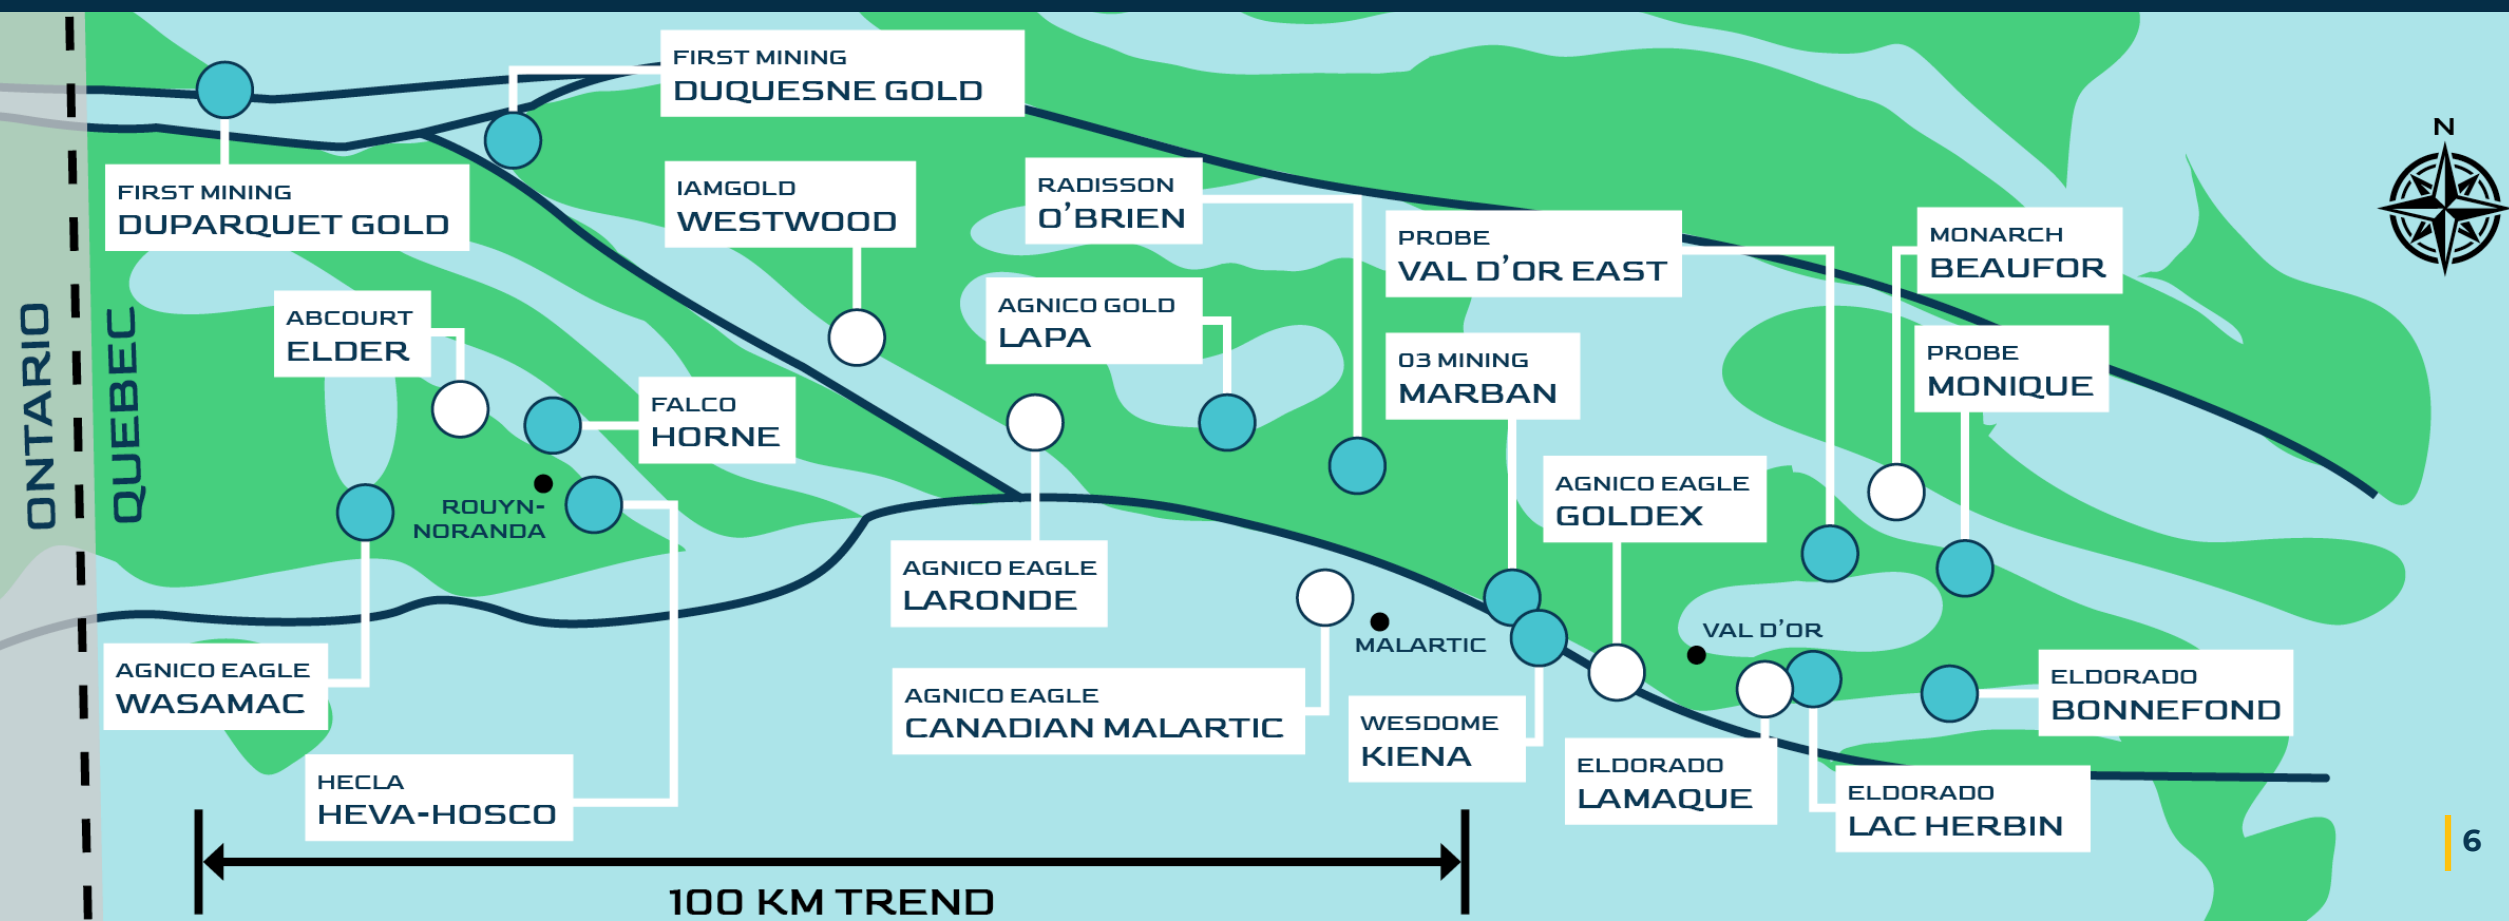 FIRST MINING
DUQUESNE GOLD
N
FIRST MINING
DUPARQUET GOLD
IAMGOLD
WESTWOOD
RADISSON
O'BRIEN
PROBE
VAL D'OR EAST
MONARCH
BEAUFOR
ABCOURT
ELDER
AGNICO GOLD
LAPA
O3 MINING
MARBAN
PROBE
MONIQUE
ONTARIO
QUEBEC
FALCO
HORNE
ROUYN-
NORANDA
AGNICO EAGLE
GOLDEX
AGNICO EAGLE
LARONDE
MALARTIC
VAL D'OR
AGNICO EAGLE
WASAMAC
AGNICO EAGLE
CANADIAN MALARTIC
WESDOME
KIENA
ELDORADO
BONNEFOND
HECLA
HEVA-HOSCO
ELDORADO
LAMAQUE
ELDORADO
LAC HERBIN
6
100 KM TREND